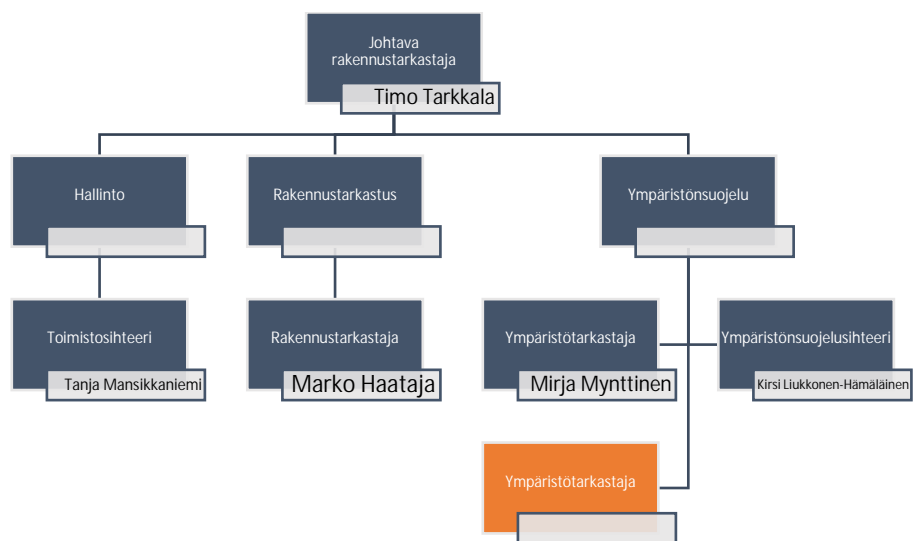 Johtava
rakennustarkastaja
Timo Tarkkala
Hallinto
Rakennustarkastus
Ympäristönsuojelu
Toimistosihteeri
Tanja Mansikkaniemi
Rakennustarkastaja
Marko Haataja
Ympäristötarkastaja
Mirja Mynttinen
Ympäristönsuojelusihteeri
Kirsi Liukkonen-Hämäläinen
Ympäristötarkastaja